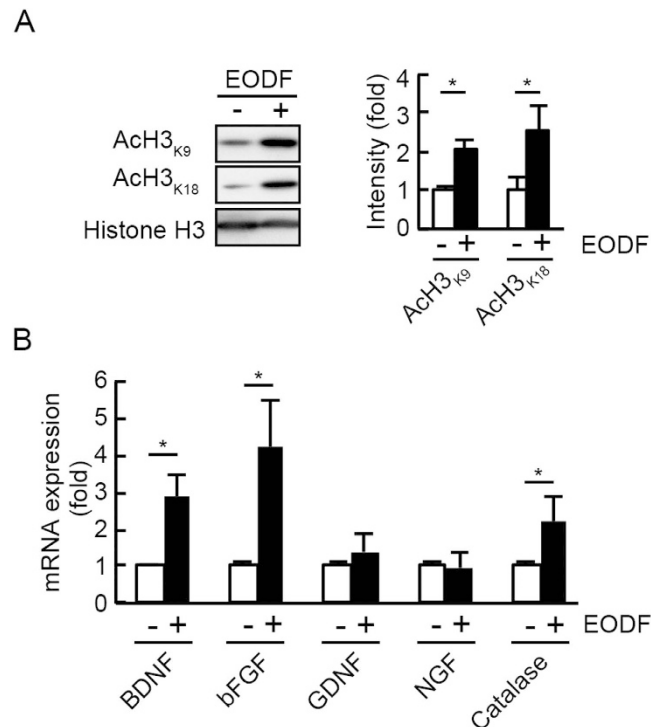 A
EODF
- +
AcH3K9
AcH3K18
Histone H3
Intensity (fold)
4
3
2
1
0
* *
- + - + EODF
AcH3K9 AcH3K18
B
mRNA expression
(fold)
6
5
4
3
2
1
0
* * *
- + - + - + - + - + EODF
BDNF bFGF GDNF NGF Catalase